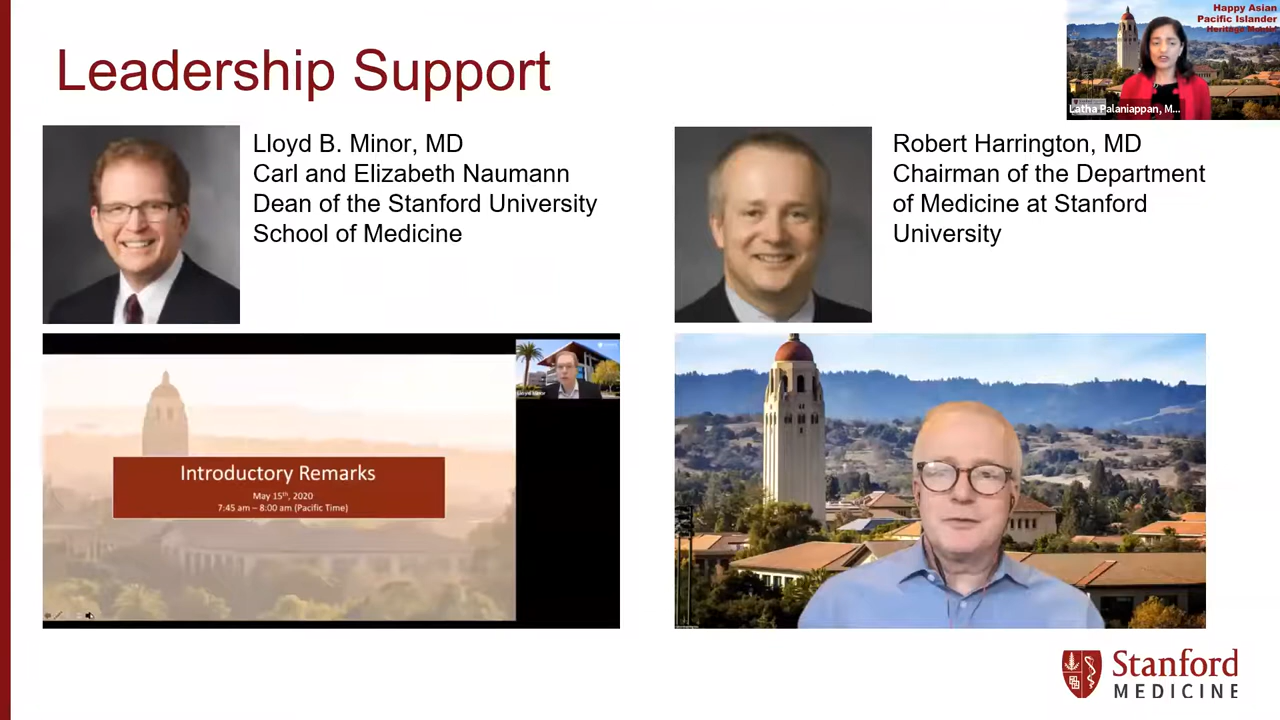 Leadership Support
Happy Asian
Pacific Islander
Heritage Month
Latha Palaniappan, M...
Lloyd B. Minor, MD
Carl and Elizabeth Naumann
Dean of the Stanford University
School of Medicine
Robert Harrington, MD
Chairman of the Department
of Medicine at Stanford
University
Introductory Remarks
May 15th, 2020
7:45 am – 8:00 am (Pacific Time)
Stanford
MEDICINE